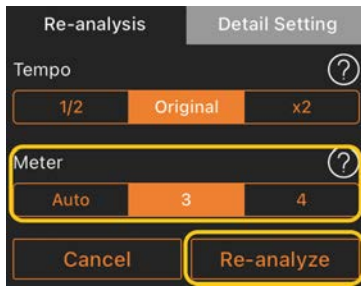 Re-analysis Detail Setting
Tempo ?
1/2 Original x2
Meter ?
Auto 3 4
Cancel Re-analyze